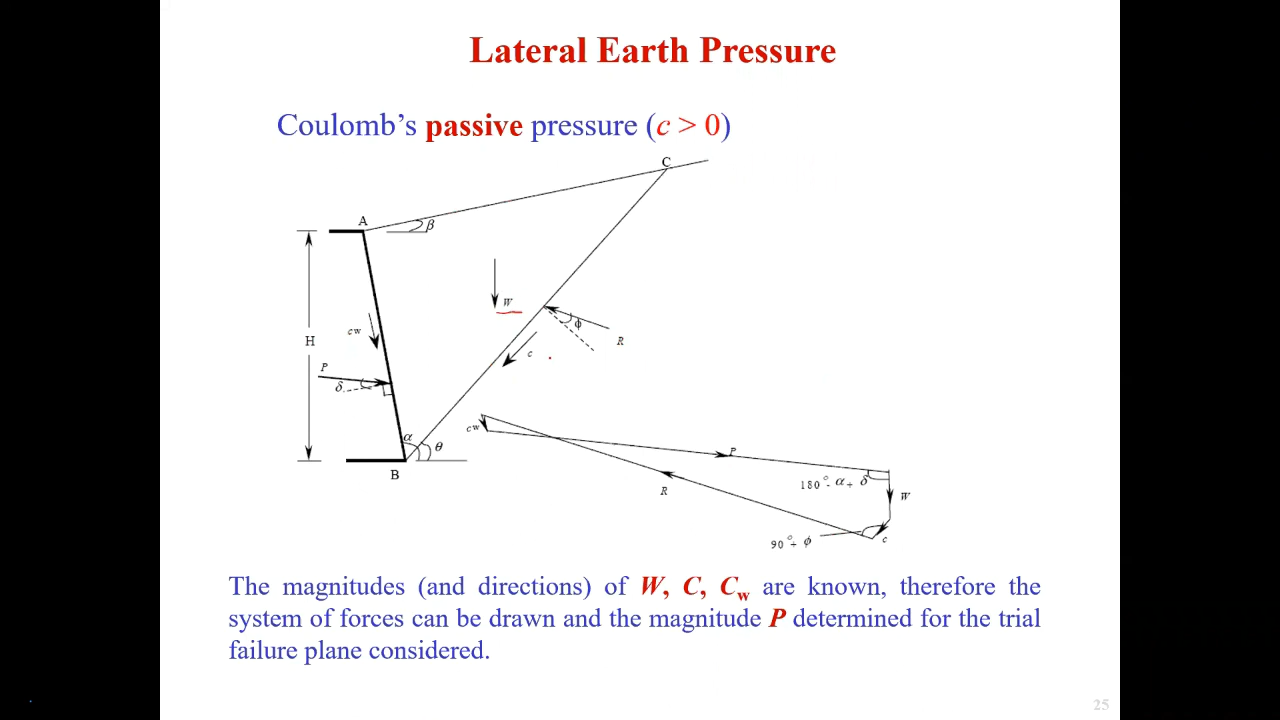 Lateral Earth Pressure
Coulomb's passive pressure (c > 0)
C
A
β
W
cw
ϕ
H
R
c
P
δ
α
θ
B
cw
P
180° - α + δ
R
W
c
90° + ϕ
The magnitudes (and directions) of W, C, Cw are known, therefore the
system of forces can be drawn and the magnitude P determined for the trial
failure plane considered.
25